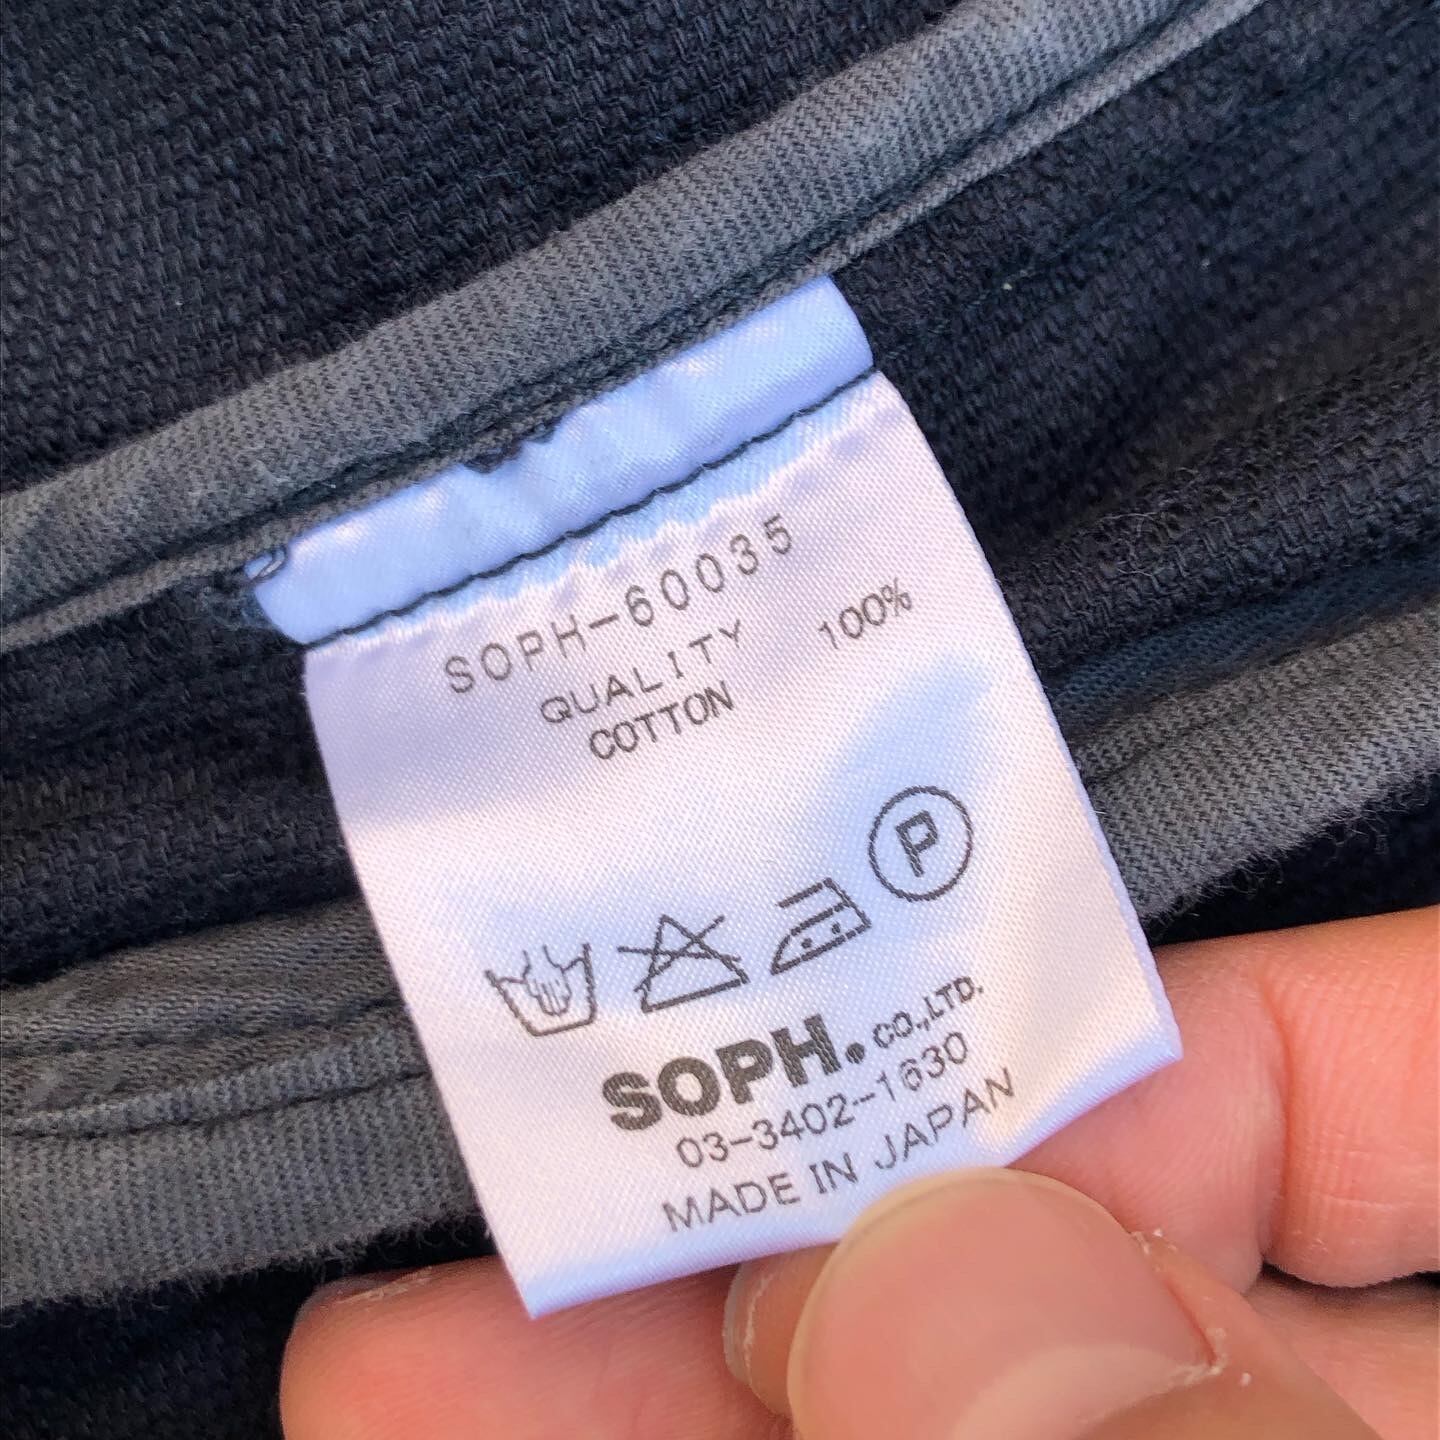 SOPH-60035
QUALITY
COTTON 100%
P
SOPH. CO.,LTD.
03-3402-1630
MADE IN JAPAN